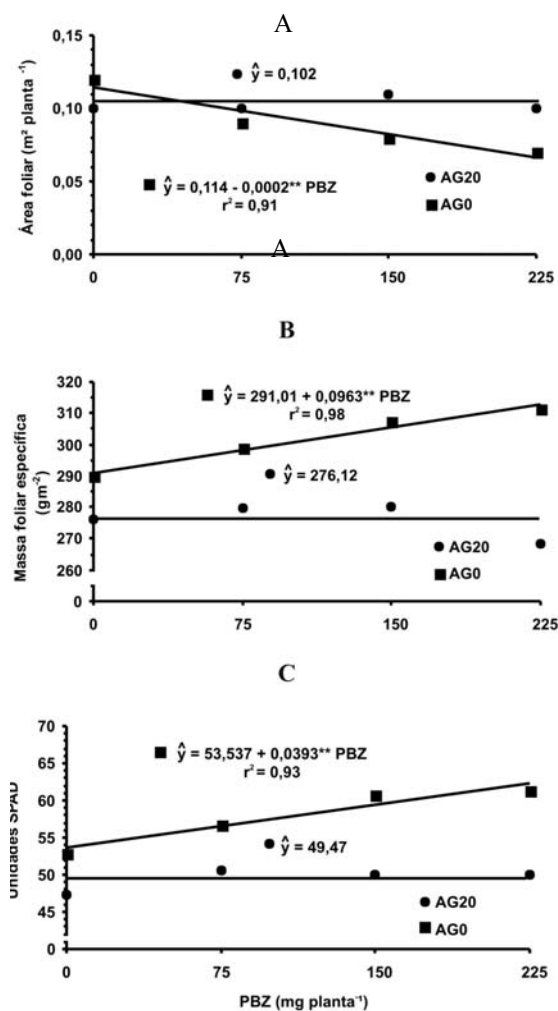 A
0,15
0,10
0,05
0,00
Área foliar (m² planta ⁻¹)
ŷ = 0,102
ŷ = 0,114 - 0,0002** PBZ
r² = 0,91
AG20
AG0
A
0 75 150 225
B
320
310
300
290
280
270
260
0
Massa foliar específica
(gm⁻²)
ŷ = 291,01 + 0,0963** PBZ
r² = 0,98
ŷ = 276,12
AG20
AG0
0 75 150 225
C
70
65
60
55
50
45
0
Unidades SPAD
ŷ = 53,537 + 0,0393** PBZ
r² = 0,93
ŷ = 49,47
AG20
AG0
0 75 150 225
PBZ (mg planta⁻¹)